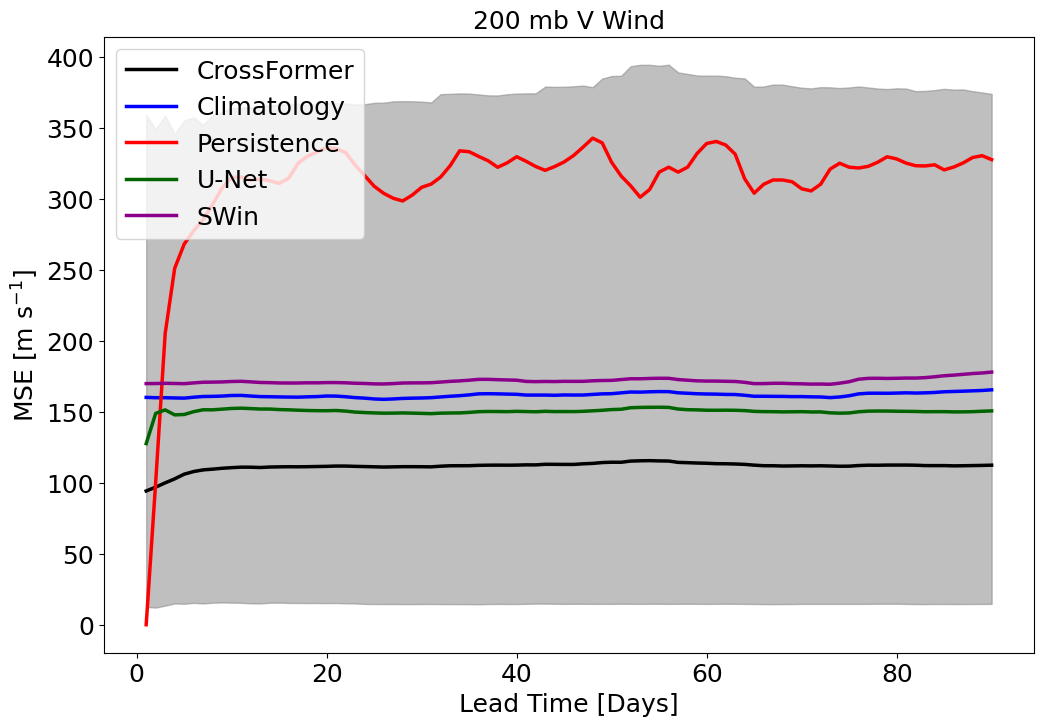 200 mb V Wind
MSE [m s⁻¹]
400
350
300
250
200
150
100
50
0
CrossFormer
Climatology
Persistence
U-Net
SWin
0 20 40 60 80
Lead Time [Days]